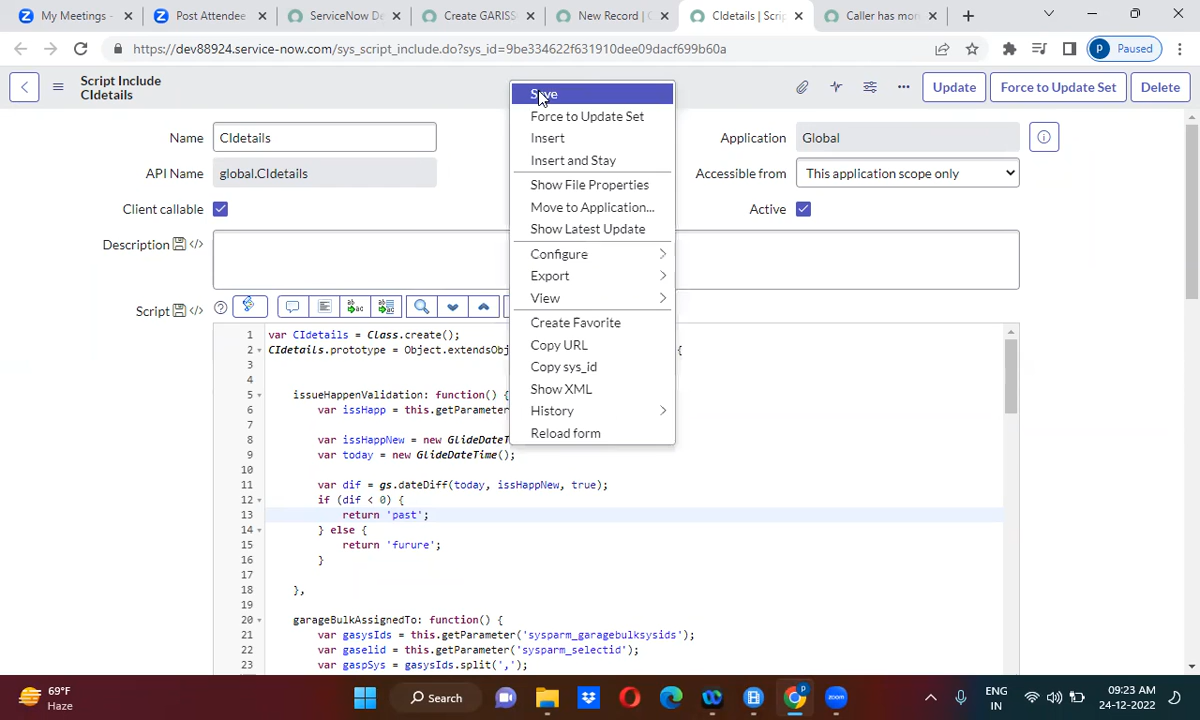 My Meetings -
Post Attendee
ServiceNow De
Create GARISS
New Record | C
CIdetails | Scrip
Caller has mor
https://dev88924.service-now.com/sys_script_include.do?sys_id=9be334622f631910dee09dacf699b60a
P Paused
Script Include
CIdetails
Update
Force to Update Set
Delete
Name CIdetails
Application Global
API Name global.CIdetails
Accessible from This application scope only
Client callable
Active
Description
Script
Save
Force to Update Set
Insert
Insert and Stay
Show File Properties
Move to Application...
Show Latest Update
Configure
Export
View
Create Favorite
Copy URL
Copy sys_id
Show XML
History
Reload form
1 var CIdetails = Class.create();
2 CIdetails.prototype = Object.extendsObj {
3
4
5 issueHappenValidation: function() {
6 var issHapp = this.getParameter
7
8 var issHappNew = new GlideDateT
9 var today = new GlideDateTime();
10
11 var dif = gs.dateDiff(today, issHappNew, true);
12 if (dif < 0) {
13 return 'past';
14 } else {
15 return 'furure';
16 }
17
18 },
19
20 garageBulkAssignedTo: function() {
21 var gasysIds = this.getParameter('sysparm_garagebulksysids');
22 var gaselid = this.getParameter('sysparm_selectid');
23 var gaspSys = gasysIds.split(',');
69°F
Haze
Search
zoom
ENG
IN
09:23 AM
24-12-2022